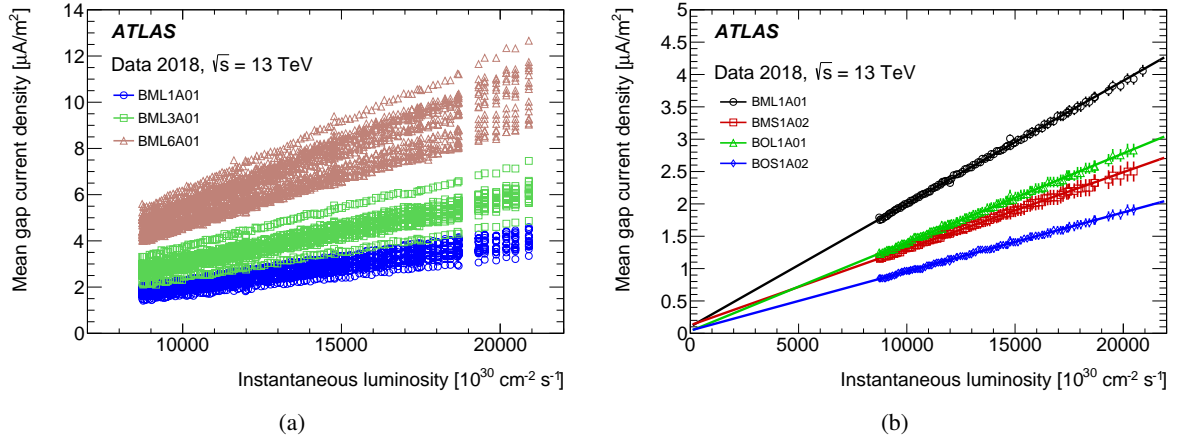 ATLAS
Data 2018, √s = 13 TeV
BML1A01
BML3A01
BML6A01
Mean gap current density [μA/m²]
14
12
10
8
6
4
2
0
10000 15000 20000
Instantaneous luminosity [10³⁰ cm⁻² s⁻¹]
(a)
ATLAS
Data 2018, √s = 13 TeV
BML1A01
BMS1A02
BOL1A01
BOS1A02
Mean gap current density [μA/m²]
5
4.5
4
3.5
3
2.5
2
1.5
1
0.5
0
0 5000 10000 15000 20000
Instantaneous luminosity [10³⁰ cm⁻² s⁻¹]
(b)